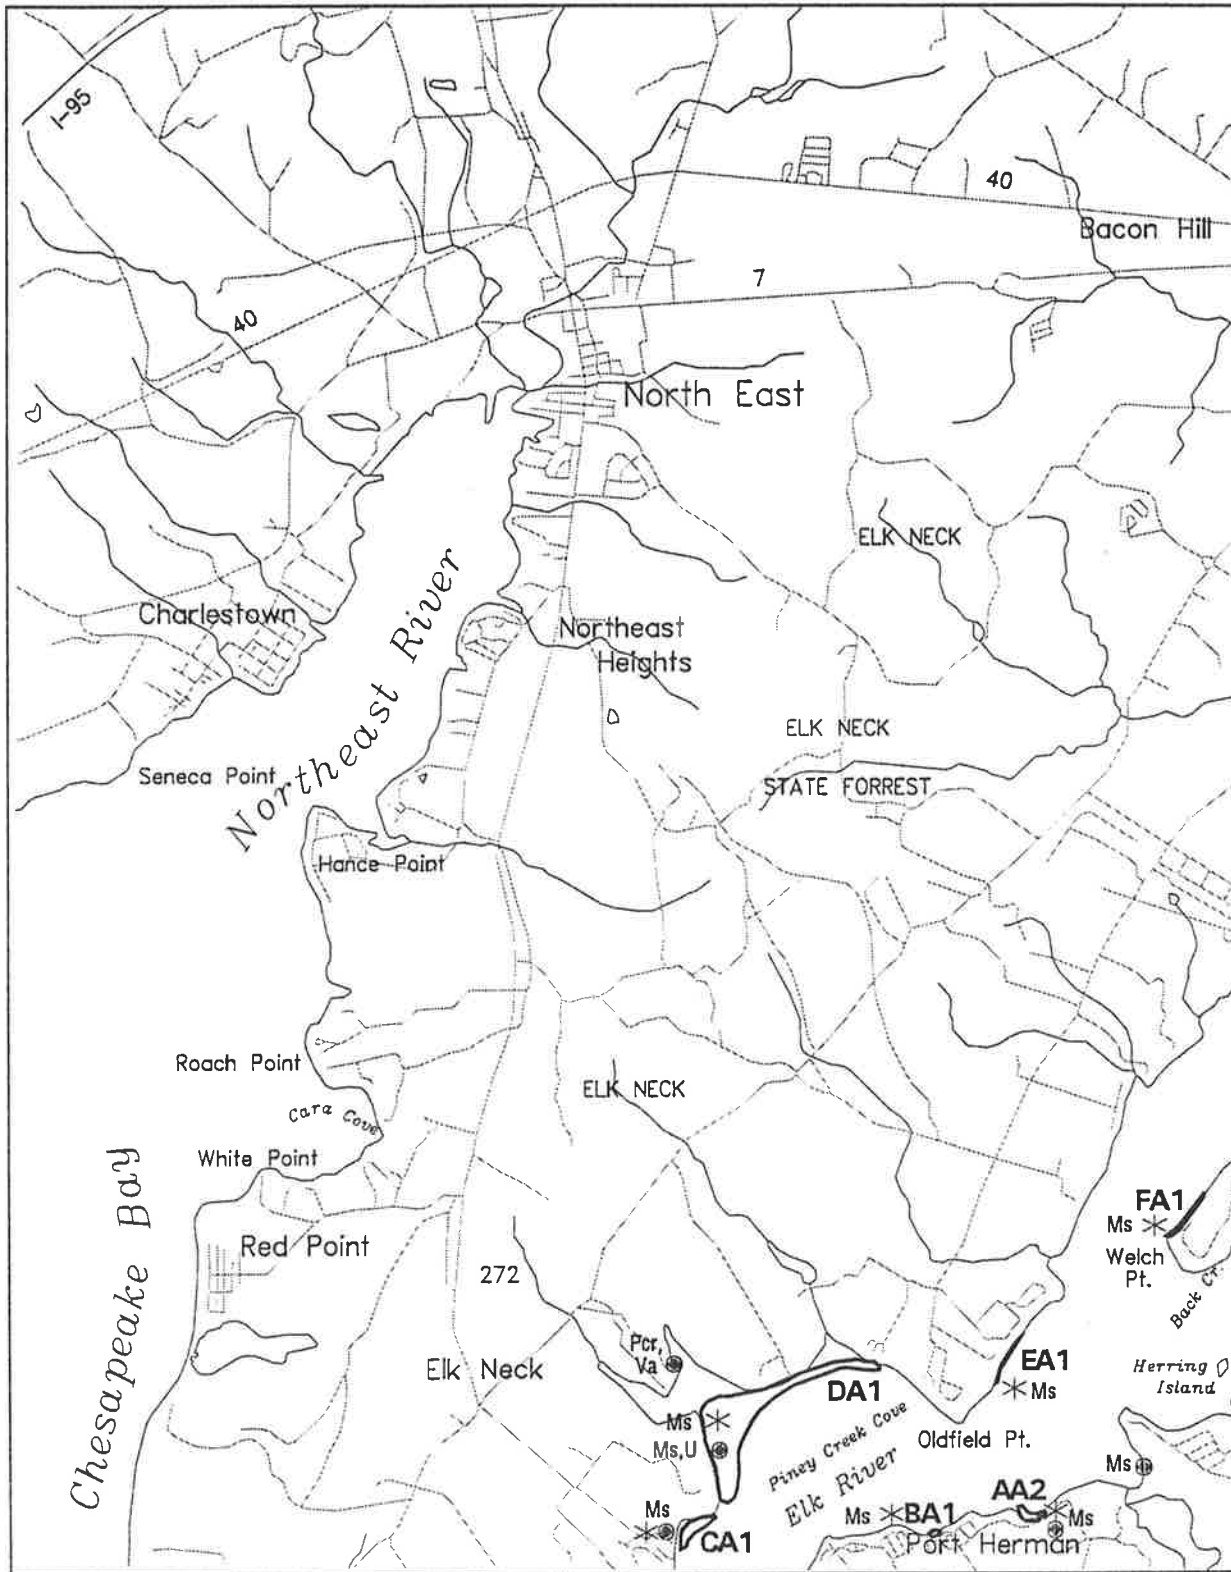 I-95
40
Bacon Hill
7
40
North East
ELK NECK
Charlestown
Northeast
Heights
Northeast River
ELK NECK
Seneca Point
STATE FORREST
Hance Point
Roach Point
ELK NECK
Cara Cove
White Point
Chesapeake Bay
FA1
Ms
Welch
Pt.
Red Point
272
Back Cr.
Pcr,
Va
Elk Neck
EA1
Ms
Herring
Island
DA1
Ms
Ms,U
Piney Creek Cove
Oldfield Pt.
Elk River
Ms
AA2
Ms
Ms
BA1
Ms
CA1
Port Herman